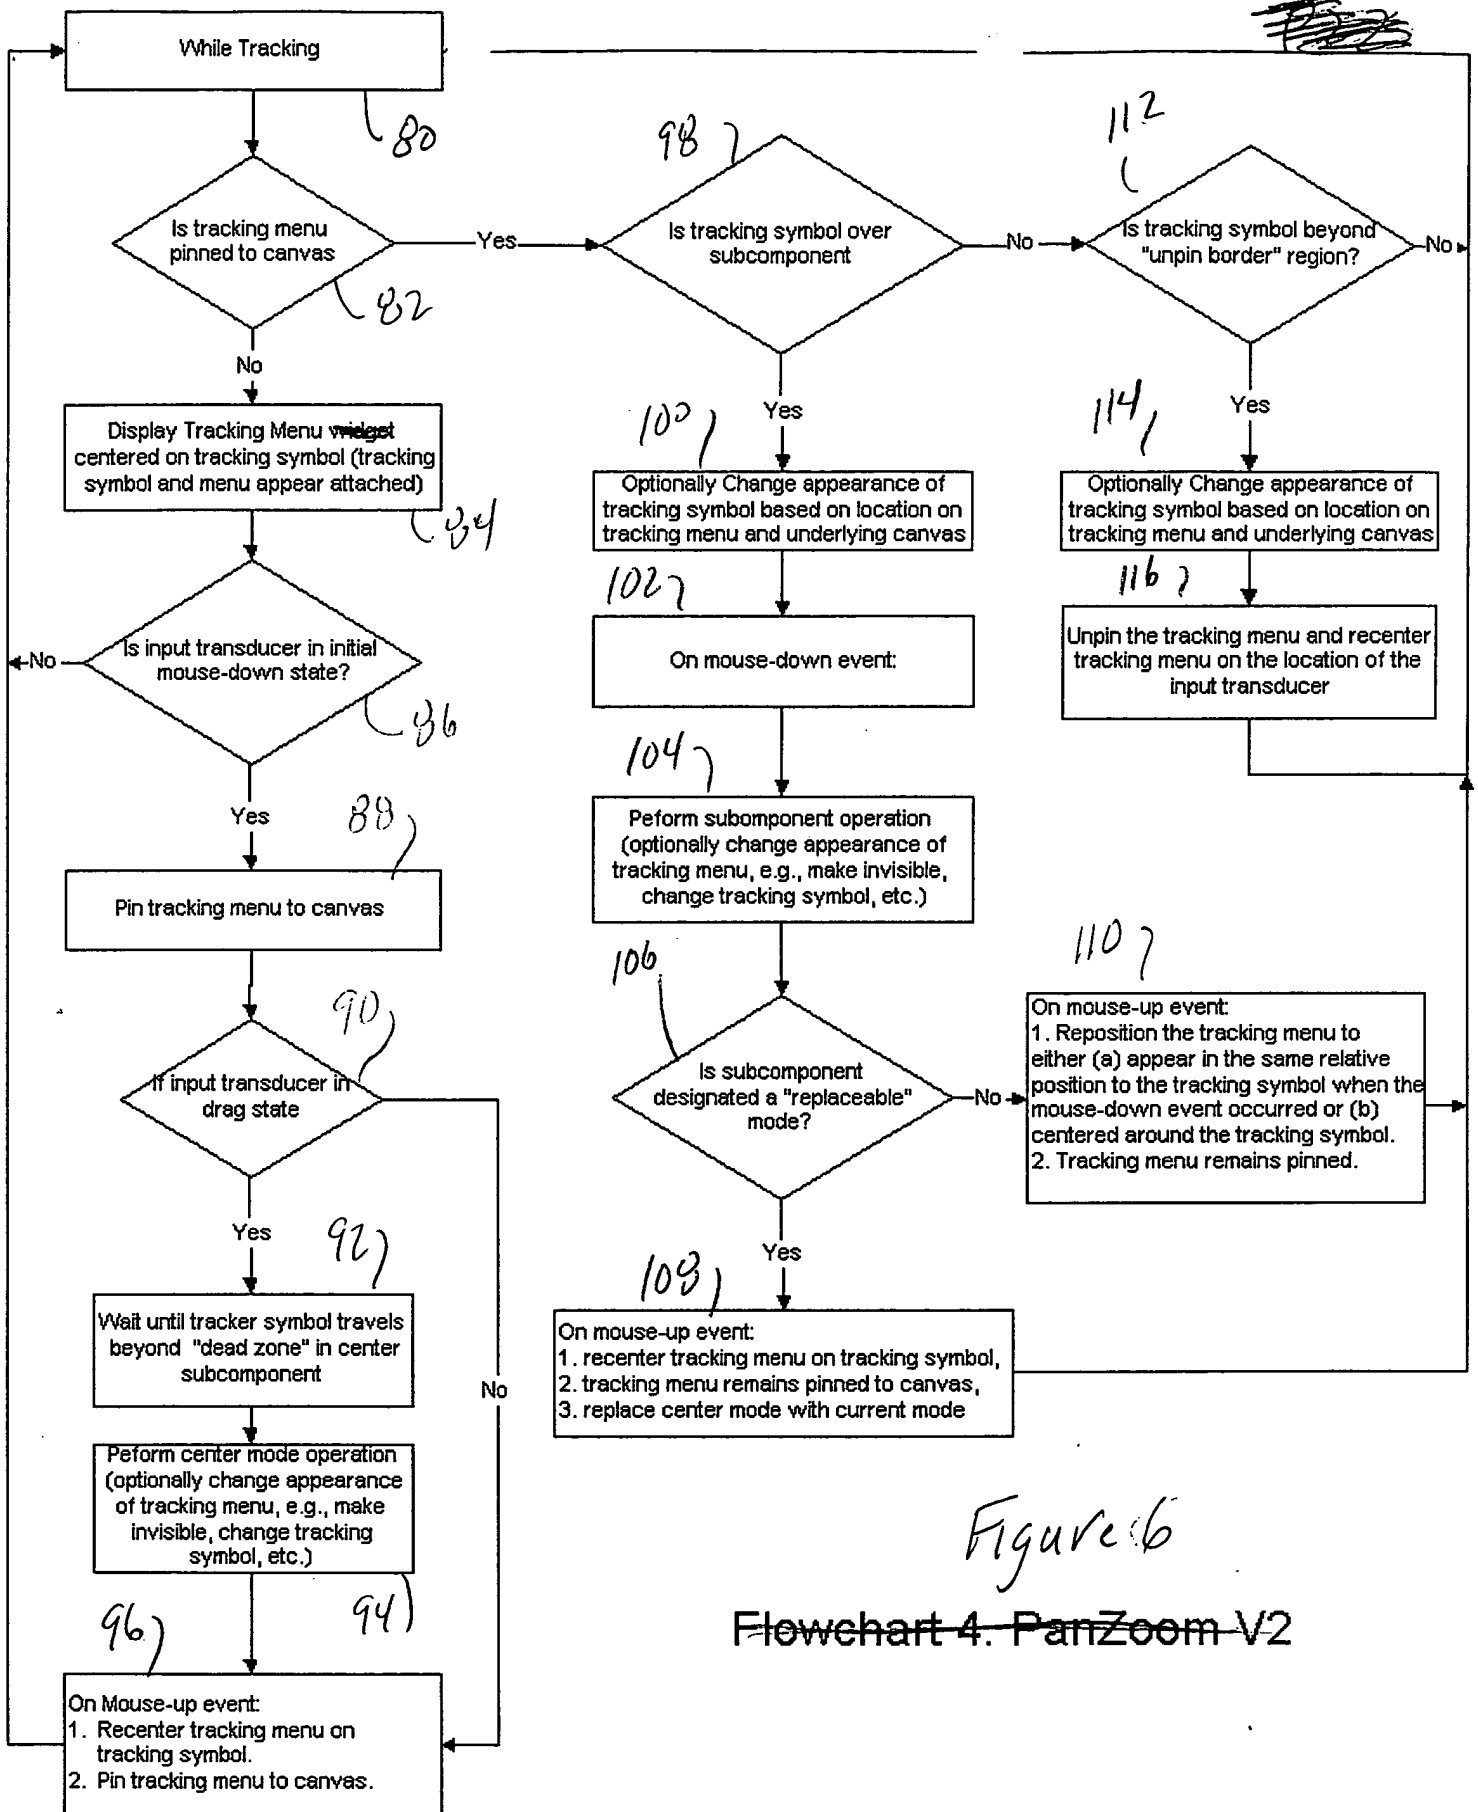 While Tracking
80
98
112
Is tracking menu
pinned to canvas
Yes
Is tracking symbol over
subcomponent
No
Is tracking symbol beyond
"unpin border" region?
No
82
No
Yes
Yes
Display Tracking Menu widget
centered on tracking symbol (tracking
symbol and menu appear attached)
84
100
Optionally Change appearance of
tracking symbol based on location on
tracking menu and underlying canvas
114
Optionally Change appearance of
tracking symbol based on location on
tracking menu and underlying canvas
Is input transducer in initial
mouse-down state?
No
86
102
On mouse-down event:
116
Unpin the tracking menu and recenter
tracking menu on the location of the
input transducer
Yes
88
Pin tracking menu to canvas
104
Peform subcomponent operation
(optionally change appearance of
tracking menu, e.g., make invisible,
change tracking symbol, etc.)
90
If input transducer in
drag state
106
Is subcomponent
designated a "replaceable"
mode?
No
110
On mouse-up event:
1. Reposition the tracking menu to
either (a) appear in the same relative
position to the tracking symbol when the
mouse-down event occurred or (b)
centered around the tracking symbol.
2. Tracking menu remains pinned.
Yes
92
Wait until tracker symbol travels
beyond "dead zone" in center
subcomponent
No
Yes
108
On mouse-up event:
1. recenter tracking menu on tracking symbol,
2. tracking menu remains pinned to canvas,
3. replace center mode with current mode
Peform center mode operation
(optionally change appearance
of tracking menu, e.g., make
invisible, change tracking
symbol, etc.)
94
96
On Mouse-up event:
1. Recenter tracking menu on
tracking symbol.
2. Pin tracking menu to canvas.
Figure 6
Flowchart 4. PanZoom V2